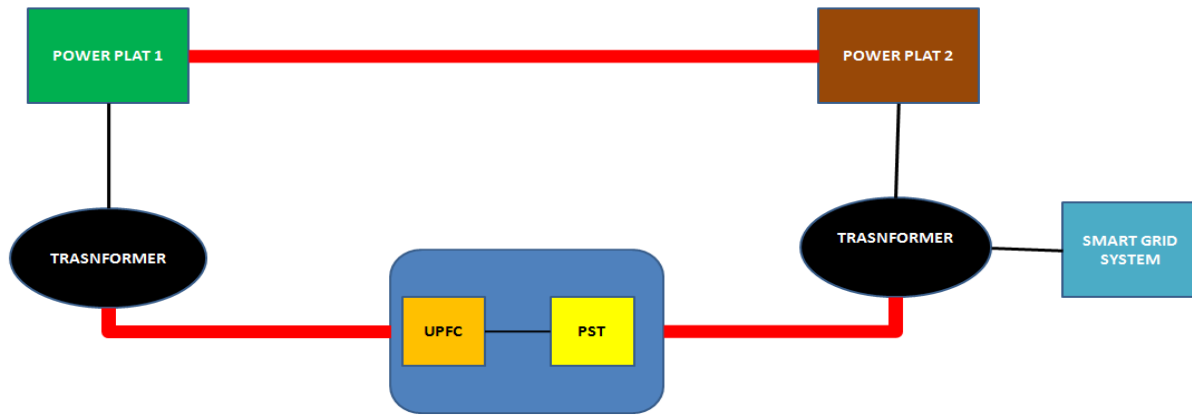 POWER PLAT 1
POWER PLAT 2
TRASNFORMER
TRASNFORMER
SMART GRID
SYSTEM
UPFC
PST